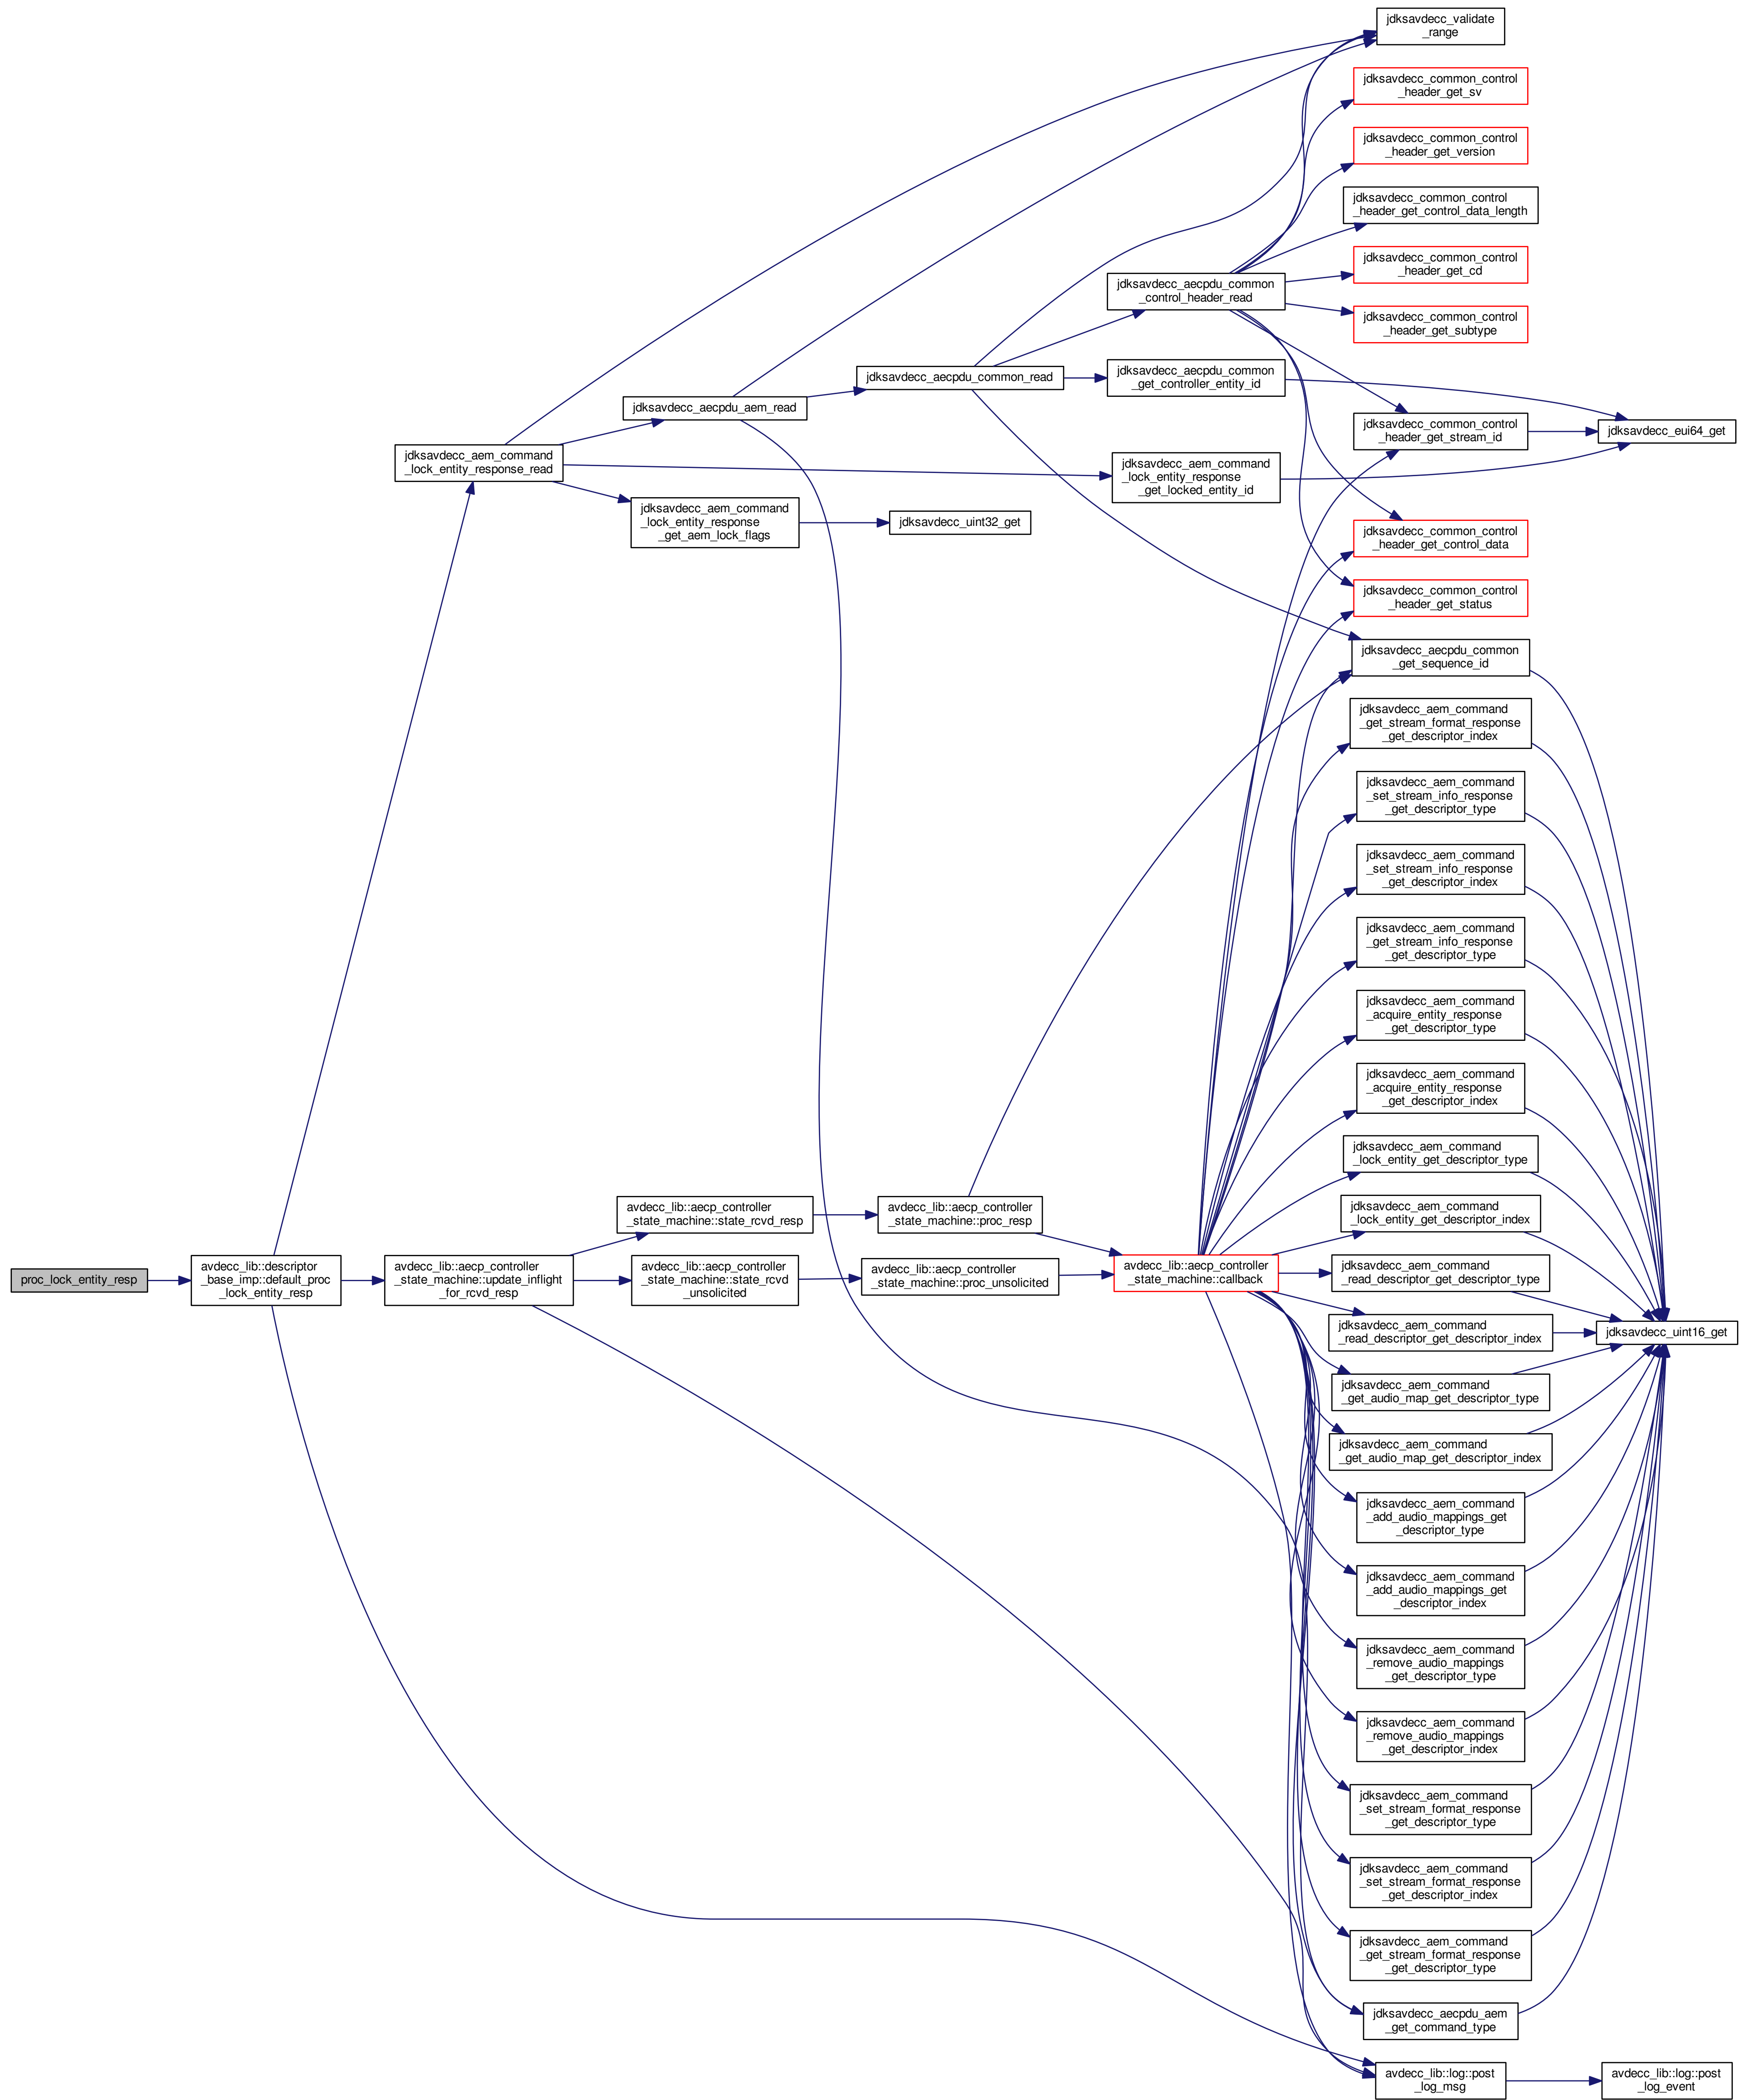 proc_lock_entity_resp
avdecc_lib::descriptor
_base_imp::default_proc
_lock_entity_resp
jdksavdecc_aem_command
_lock_entity_response_read
avdecc_lib::aecp_controller
_state_machine::update_inflight
_for_rcvd_resp
jdksavdecc_aecpdu_aem_read
jdksavdecc_aem_command
_lock_entity_response
_get_aem_lock_flags
avdecc_lib::aecp_controller
_state_machine::state_rcvd_resp
avdecc_lib::aecp_controller
_state_machine::state_rcvd
_unsolicited
jdksavdecc_aecpdu_common_read
jdksavdecc_uint32_get
avdecc_lib::aecp_controller
_state_machine::proc_resp
avdecc_lib::aecp_controller
_state_machine::proc_unsolicited
jdksavdecc_aecpdu_common
_control_header_read
jdksavdecc_aecpdu_common
_get_controller_entity_id
jdksavdecc_aem_command
_lock_entity_response
_get_locked_entity_id
avdecc_lib::aecp_controller
_state_machine::callback
jdksavdecc_validate
_range
jdksavdecc_common_control
_header_get_sv
jdksavdecc_common_control
_header_get_version
jdksavdecc_common_control
_header_get_control_data_length
jdksavdecc_common_control
_header_get_cd
jdksavdecc_common_control
_header_get_subtype
jdksavdecc_common_control
_header_get_stream_id
jdksavdecc_common_control
_header_get_control_data
jdksavdecc_common_control
_header_get_status
jdksavdecc_aecpdu_common
_get_sequence_id
jdksavdecc_aem_command
_get_stream_format_response
_get_descriptor_index
jdksavdecc_aem_command
_set_stream_info_response
_get_descriptor_type
jdksavdecc_aem_command
_set_stream_info_response
_get_descriptor_index
jdksavdecc_aem_command
_get_stream_info_response
_get_descriptor_type
jdksavdecc_aem_command
_acquire_entity_response
_get_descriptor_type
jdksavdecc_aem_command
_acquire_entity_response
_get_descriptor_index
jdksavdecc_aem_command
_lock_entity_get_descriptor_type
jdksavdecc_aem_command
_lock_entity_get_descriptor_index
jdksavdecc_aem_command
_read_descriptor_get_descriptor_type
jdksavdecc_aem_command
_read_descriptor_get_descriptor_index
jdksavdecc_aem_command
_get_audio_map_get_descriptor_type
jdksavdecc_aem_command
_get_audio_map_get_descriptor_index
jdksavdecc_aem_command
_add_audio_mappings_get
_descriptor_type
jdksavdecc_aem_command
_add_audio_mappings_get
_descriptor_index
jdksavdecc_aem_command
_remove_audio_mappings
_get_descriptor_type
jdksavdecc_aem_command
_remove_audio_mappings
_get_descriptor_index
jdksavdecc_aem_command
_set_stream_format_response
_get_descriptor_type
jdksavdecc_aem_command
_set_stream_format_response
_get_descriptor_index
jdksavdecc_aem_command
_get_stream_format_response
_get_descriptor_type
jdksavdecc_aecpdu_aem
_get_command_type
avdecc_lib::log::post
_log_msg
jdksavdecc_eui64_get
jdksavdecc_uint16_get
avdecc_lib::log::post
_log_event